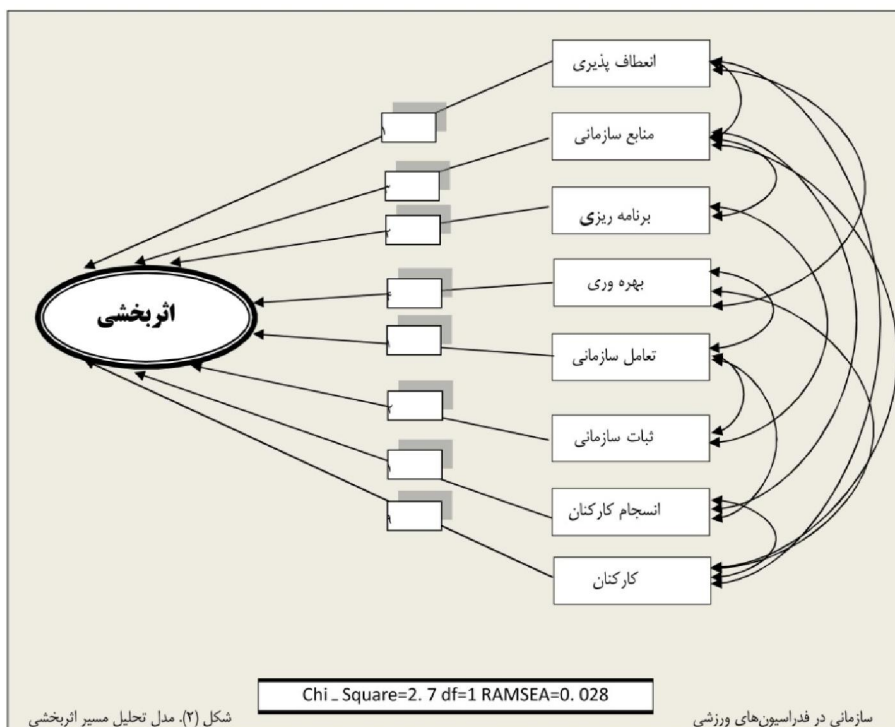 انعطاف پذیری
منابع سازمانی
برنامه ریزی
بهره وری
تعامل سازمانی
ثبات سازمانی
انسجام کارکنان
کارکنان
اثربخشی
Chi _ Square=2. 7 df=1 RAMSEA=0. 028
شکل (۲). مدل تحلیل مسیر اثربخشی سازمانی در فدراسیون‌های ورزشی